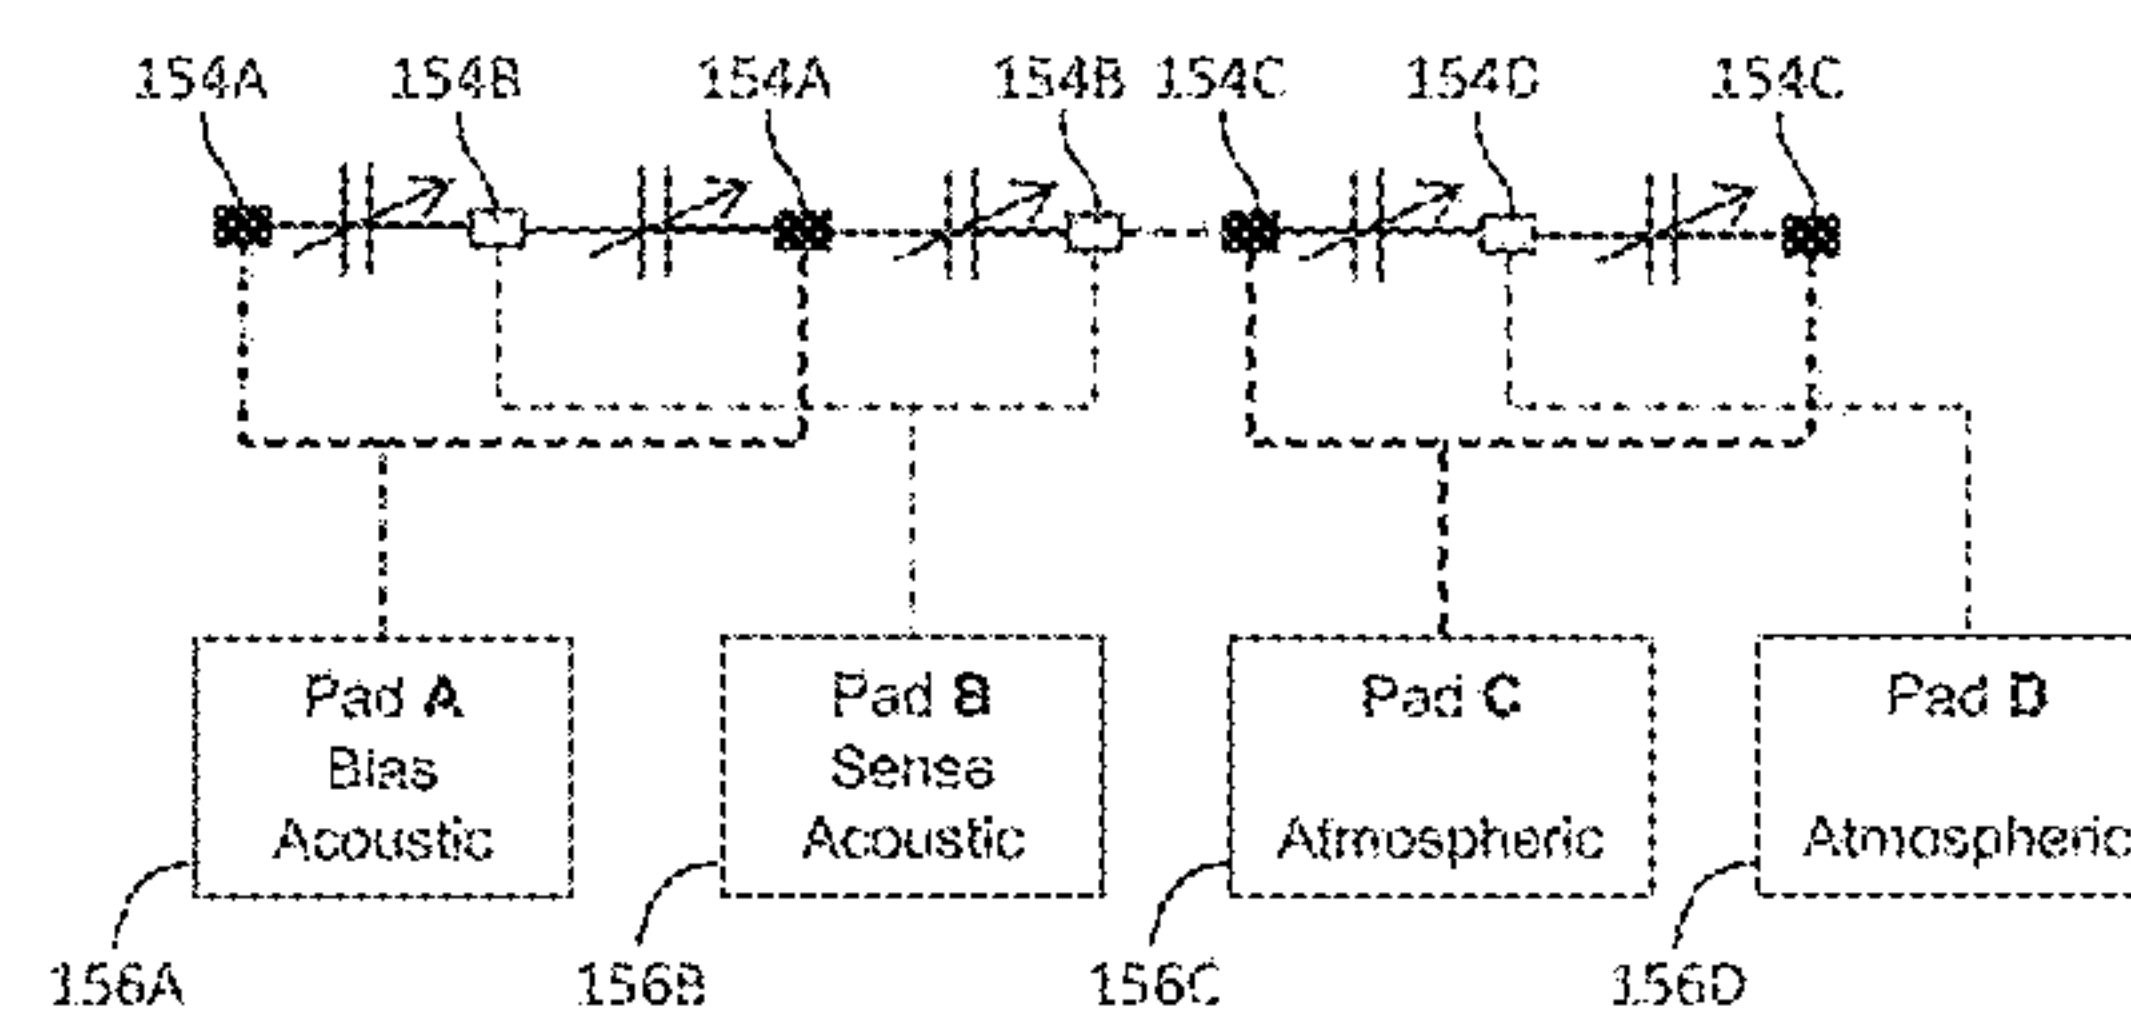 154A 154B 154A 154B 154C 154D 154C
Pad A
Bias
Acoustic
Pad B
Sense
Acoustic
Pad C
Atmospheric
Pad D
Atmospheric
156A 156B 156C 156D